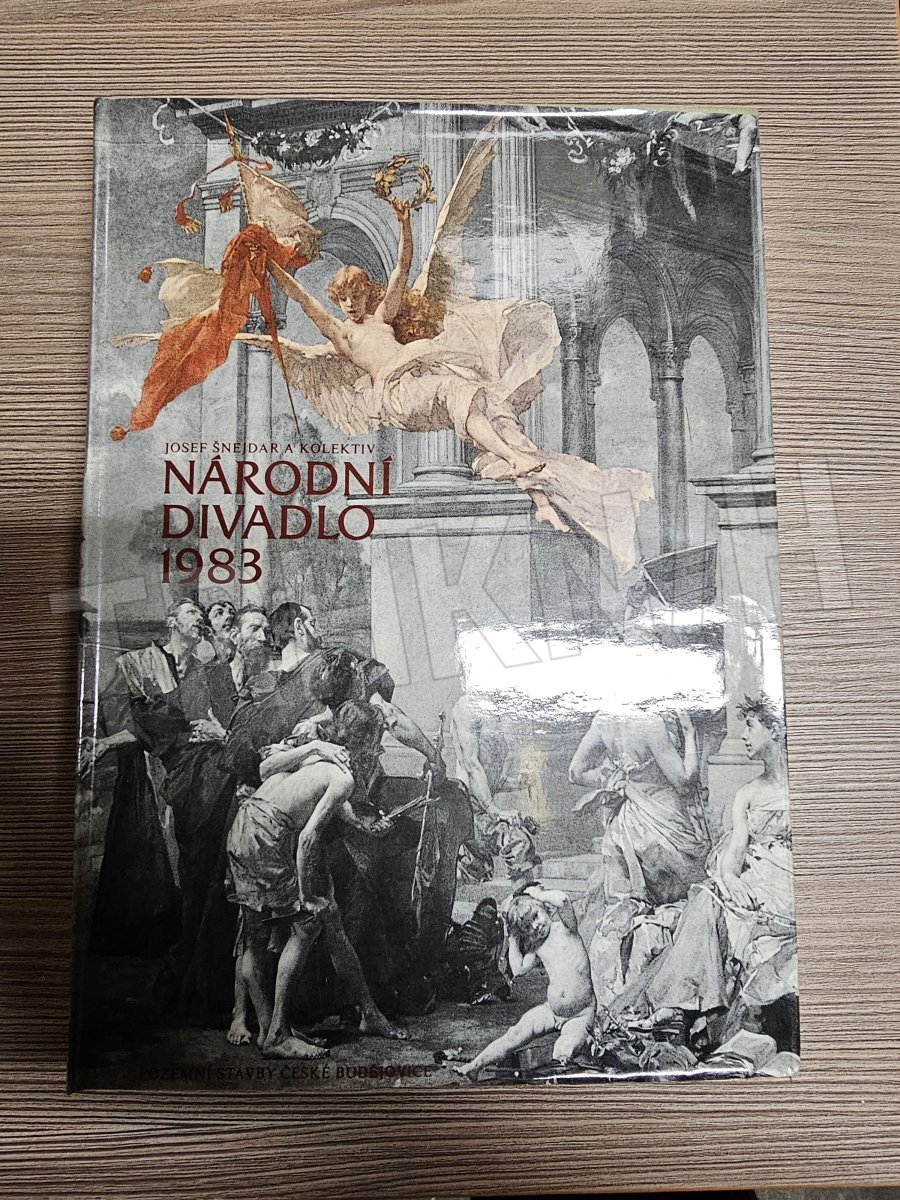 JOSEF ŠNEJDAR A KOLEKTIV
NÁRODNÍ
DIVADLO
1983
POZEMNÍ STAVBY ČESKÉ BUDĚJOVICE